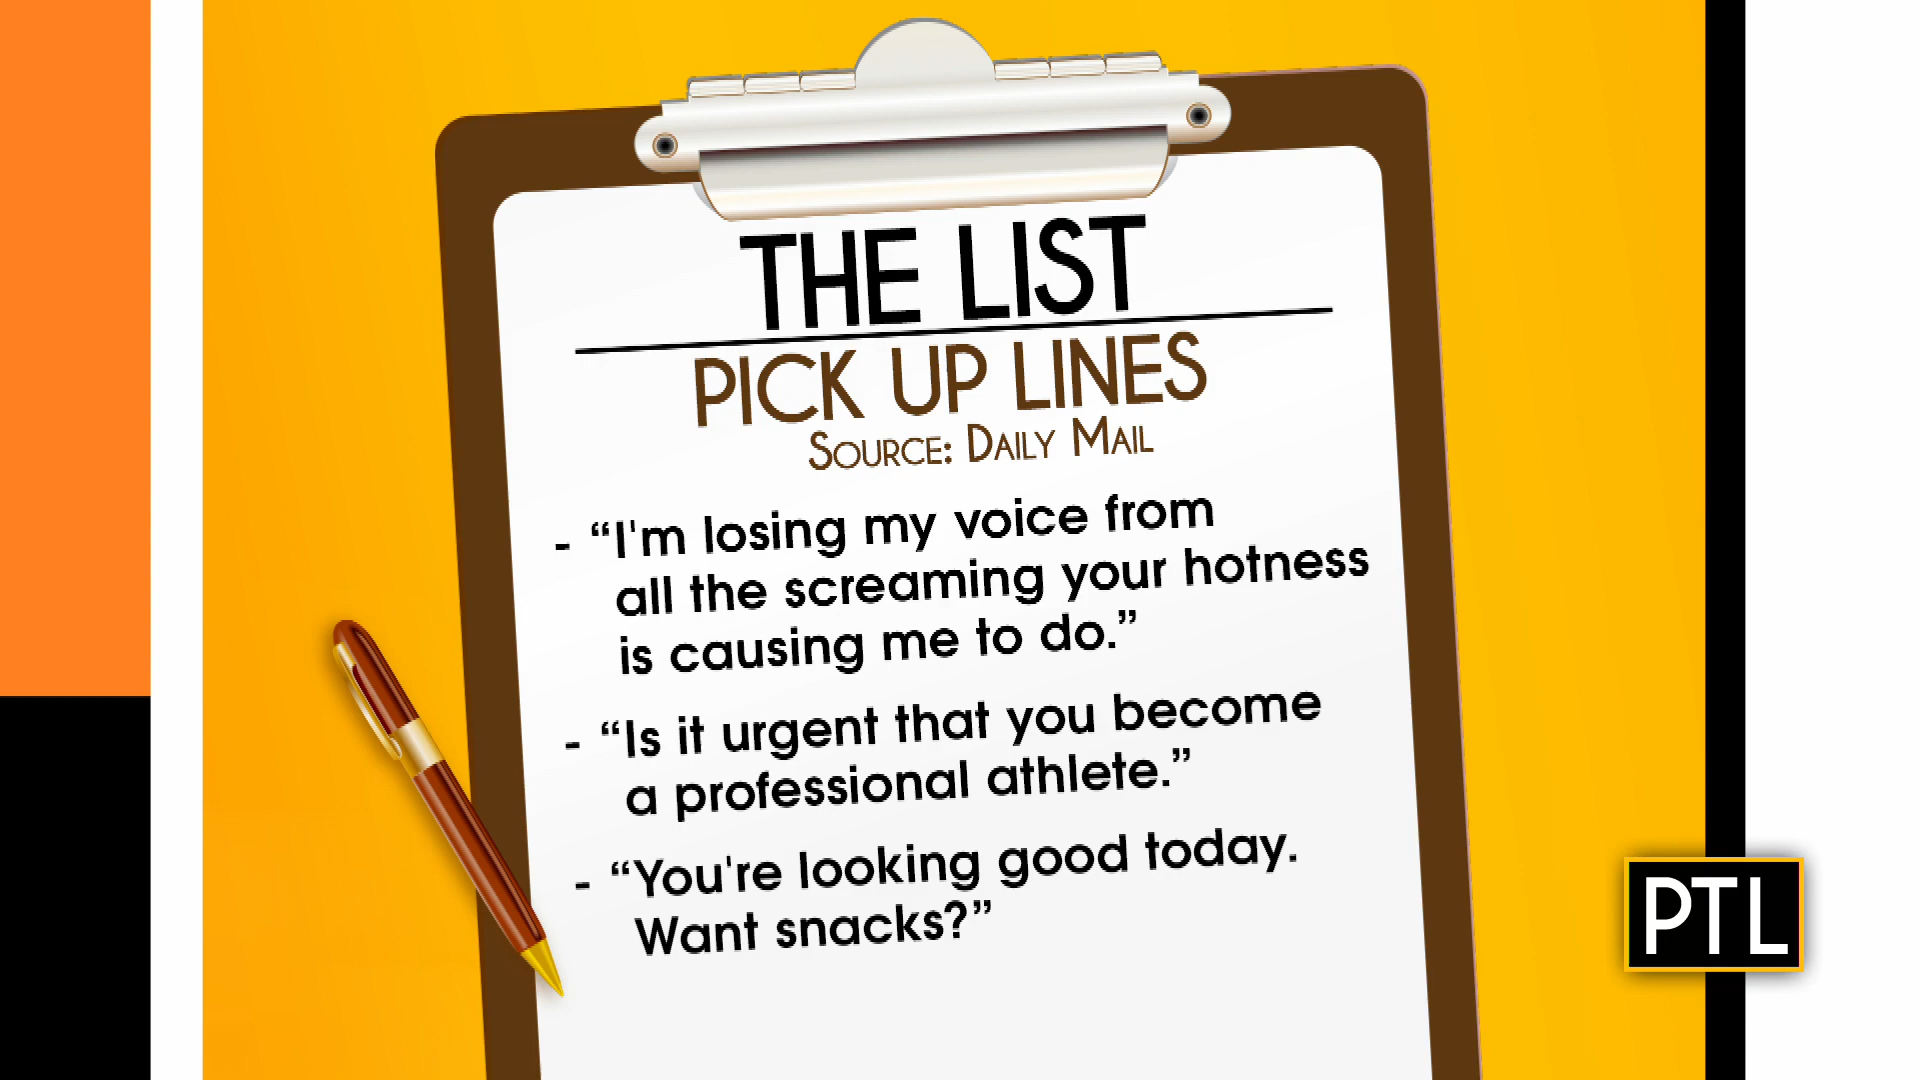 THE LIST
PICK UP LINES
SOURCE: DAILY MAIL
- “I'm losing my voice from
all the screaming your hotness
is causing me to do.”
- “Is it urgent that you become
a professional athlete.”
- “You're looking good today.
Want snacks?”
PTL